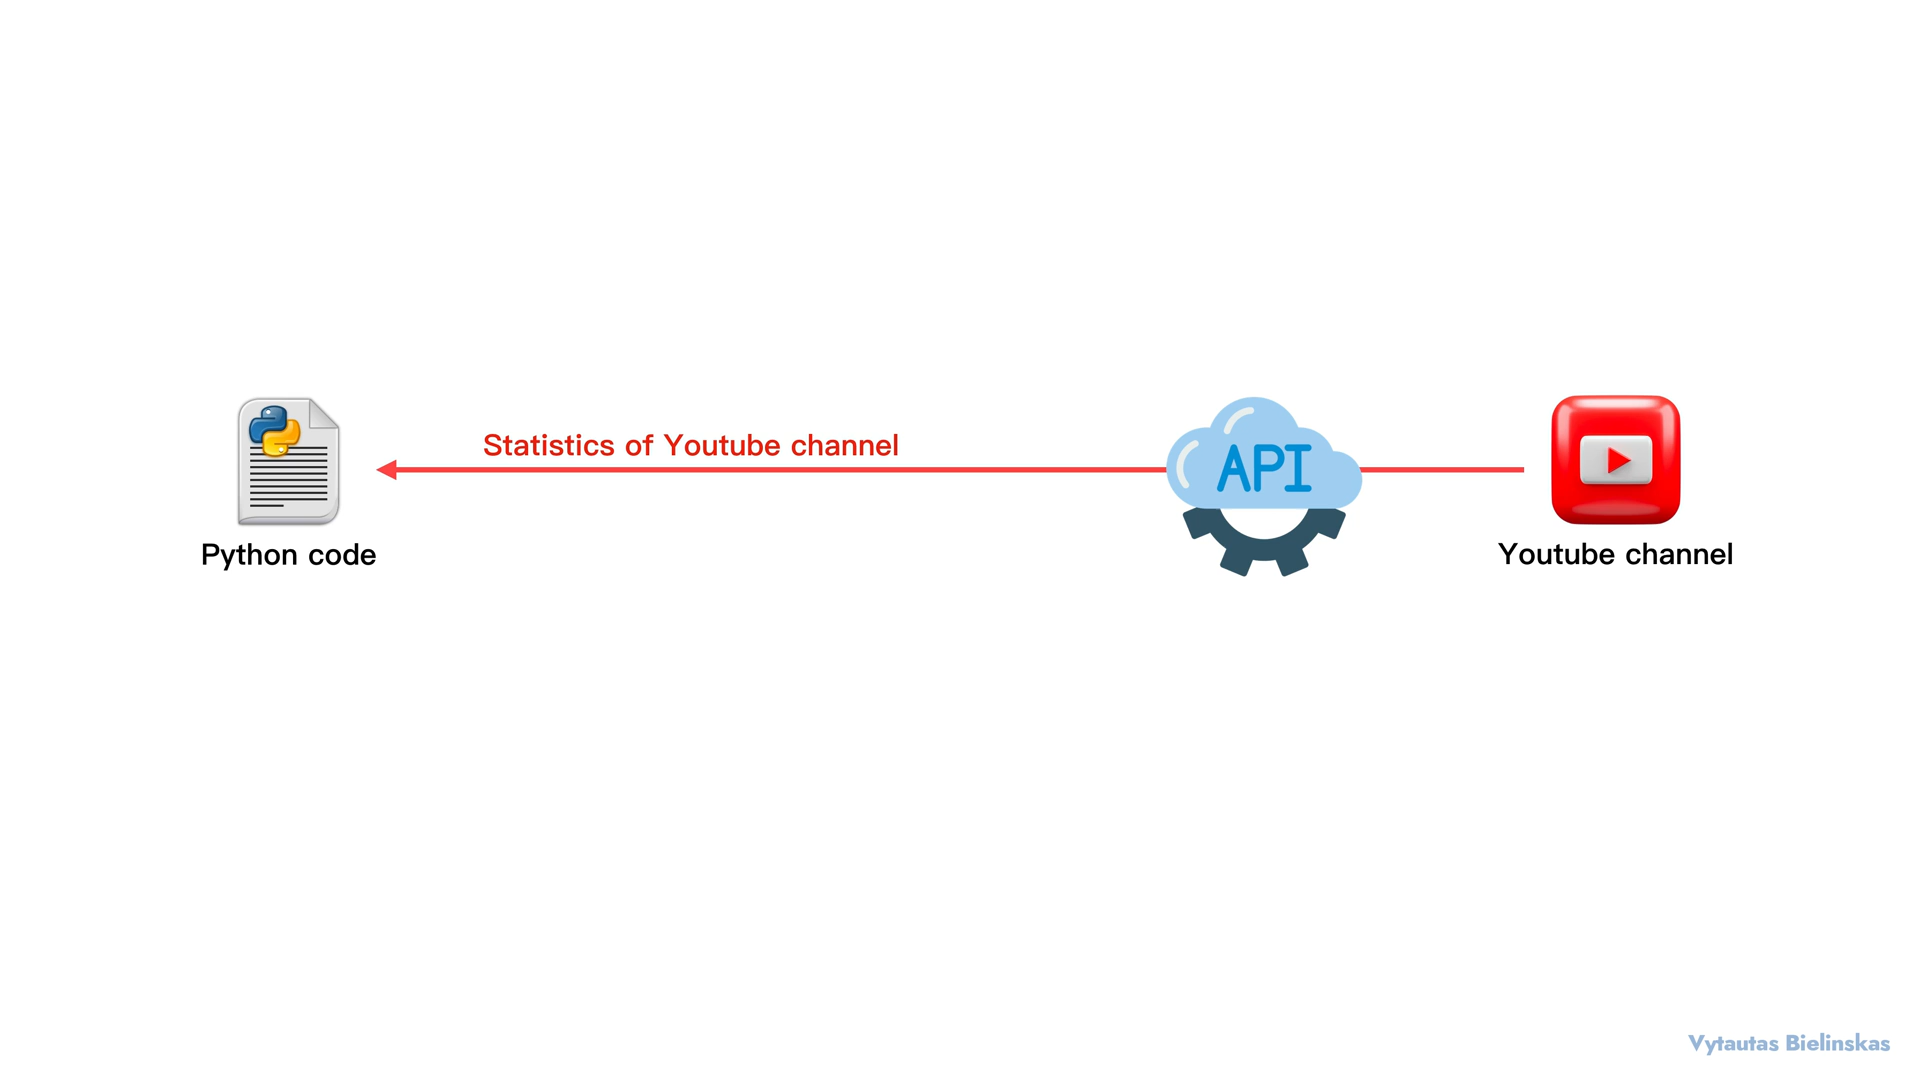 Statistics of Youtube channel
API
Python code
Youtube channel
Vytautas Bielinskas